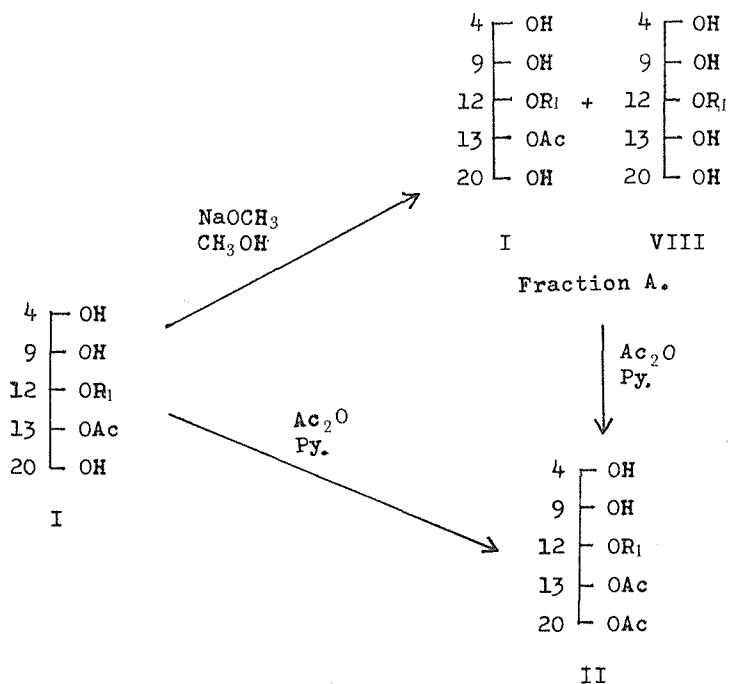 4 OH 4 OH
9 OH 9 OH
12 OR₁ + 12 OR₁
13 OAc 13 OH
20 OH 20 OH
I VIII
Fraction A.
NaOCH₃
CH₃OH
4 OH
9 OH
12 OR₁
13 OAc
20 OH
I
Ac₂O
Py.
Ac₂O
Py.
4 OH
9 OH
12 OR₁
13 OAc
20 OAc
II